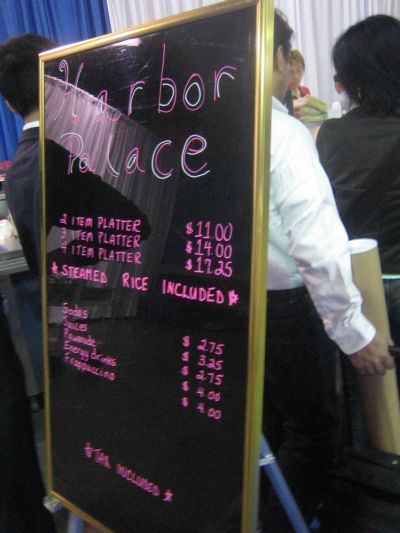 Harbor
Palace
2 ITEM PLATTER $11.00
3 ITEM PLATTER $14.00
4 ITEM PLATTER $17.25
★ STEAMED RICE INCLUDED ★
Sodas $2.75
Juices $3.25
Powerade $2.75
Energy drinks $4.00
Frappuccino $4.00
★ TAX INCLUDED ★